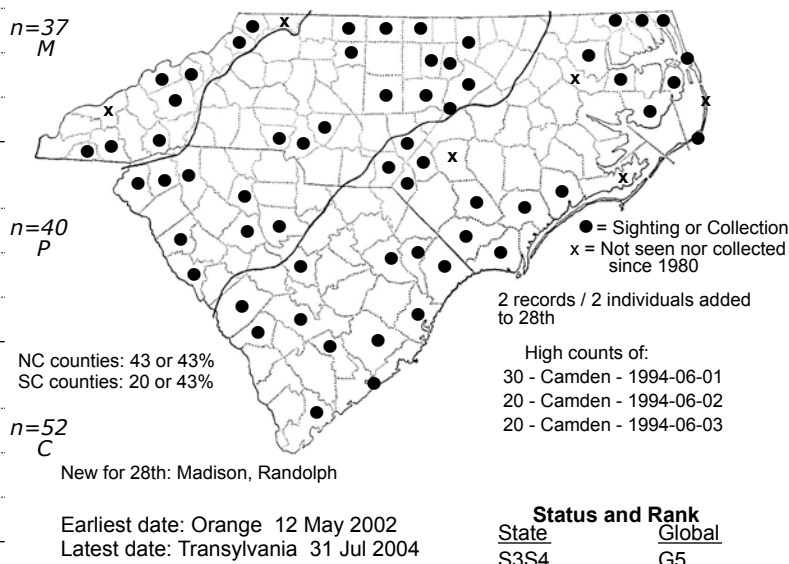 n=37
M
n=40
P
n=52
C
● = Sighting or Collection
x = Not seen nor collected
since 1980
2 records / 2 individuals added
to 28th
High counts of:
30 - Camden - 1994-06-01
20 - Camden - 1994-06-02
20 - Camden - 1994-06-03
NC counties: 43 or 43%
SC counties: 20 or 43%
New for 28th: Madison, Randolph
Earliest date: Orange 12 May 2002
Latest date: Transylvania 31 Jul 2004
Status and Rank
State Global
S3S4 G5